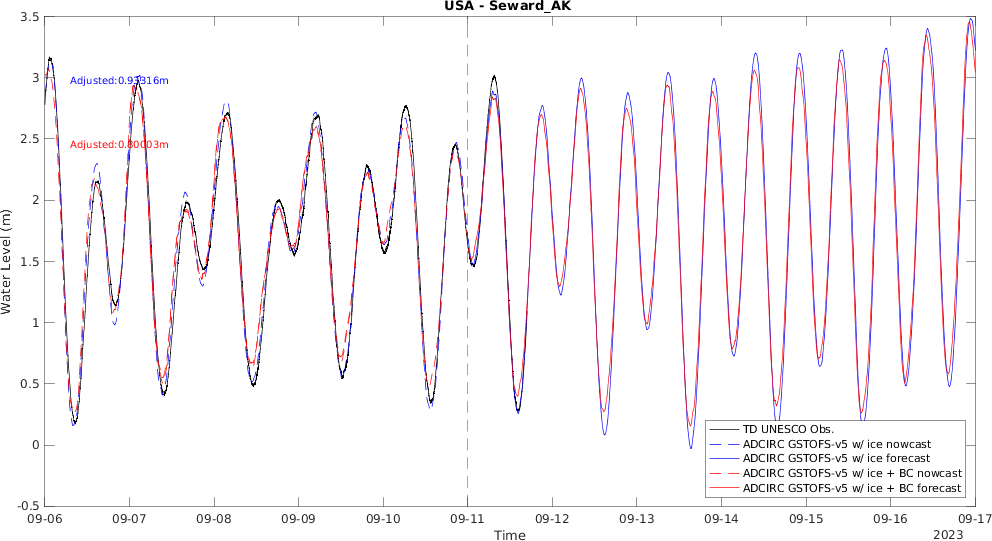 USA - Seward_AK
3.5
3
2.5
2
1.5
1
0.5
0
-0.5
Water Level (m)
Adjusted:0.93316m
Adjusted:0.80003m
TD UNESCO Obs.
ADCIRC GSTOFS-v5 w/ ice nowcast
ADCIRC GSTOFS-v5 w/ ice forecast
ADCIRC GSTOFS-v5 w/ ice + BC nowcast
ADCIRC GSTOFS-v5 w/ ice + BC forecast
09-06 09-07 09-08 09-09 09-10 09-11 09-12 09-13 09-14 09-15 09-16 09-17
Time
2023